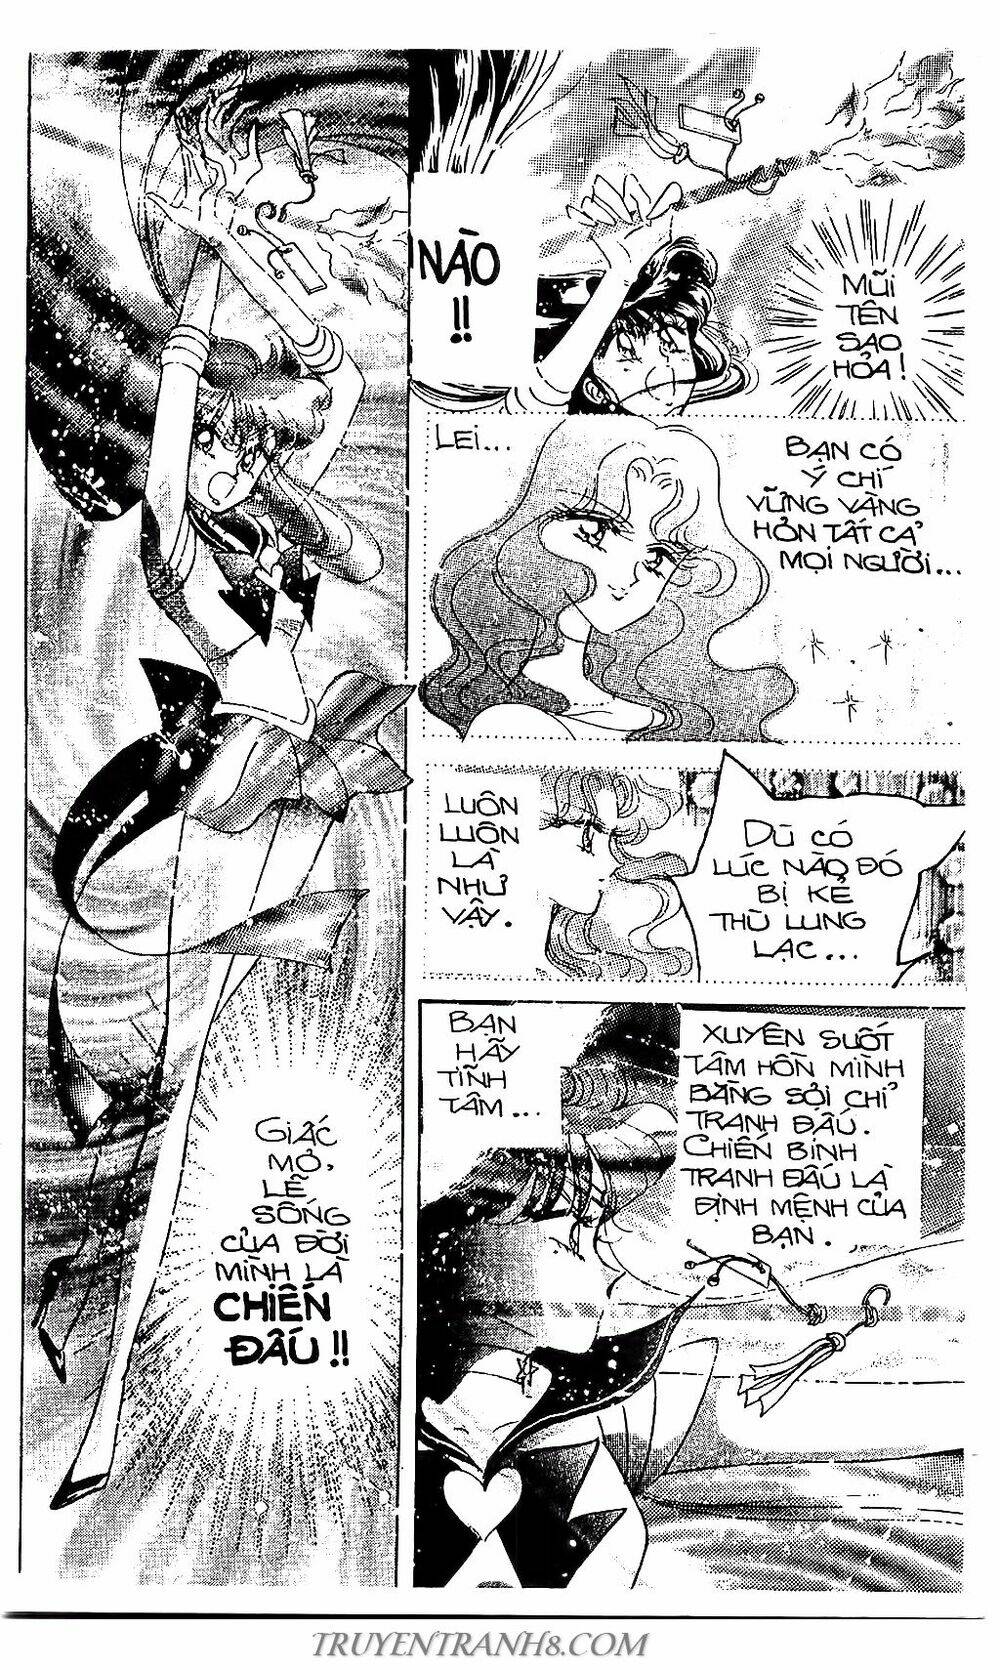 MŨI
TÊN
SAO
HỎA!
NÀO
!!
BẠN CÓ
Ý CHÍ
VỮNG VÀNG
HỎN TẤT CẢ
MỌI NGƯỜI...
LEI...
DÙ CÓ
LÚC NÀO ĐÓ
BỊ KẺ
THÙ LUNG
LẠC...
LUÔN
LUÔN
LÀ
NHƯ
VẬY.
XUYÊN SUỐT
TÂM HỒN MÌNH
BẰNG SỞI CHỈ
TRANH ĐẤU.
CHIẾN BINH
TRANH ĐẤU LÀ
ĐỊNH MỆNH CỦA
BẠN.
BẠN
HÃY
TĨNH
TÂM...
GIẤC
MƠ,
LẼ
SỐNG
CỦA ĐỜI
MÌNH LÀ
CHIẾN
ĐẤU!!
TRUYENTRANH8.COM